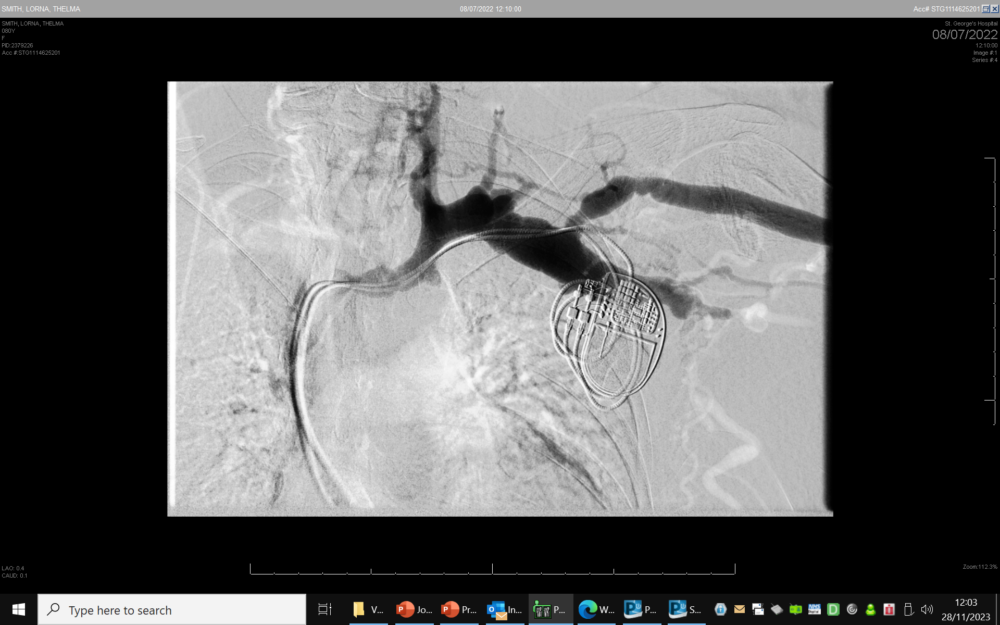 SMITH, LORNA, THELMA
08/07/2022 12:10:00
Acc# STG1114625201
SMITH, LORNA, THELMA
080Y
F
PID:2379226
Acc #:STG1114625201
St. George's Hospital
08/07/2022
12:10:00
Image #:1
Series #:4
LAO: 0.4
CAUD: 0.1
Zoom:112.3%
Type here to search
V...
Jo...
Pr...
In...
P...
W...
P...
S...
NHS
Digital
D
12:03
28/11/2023